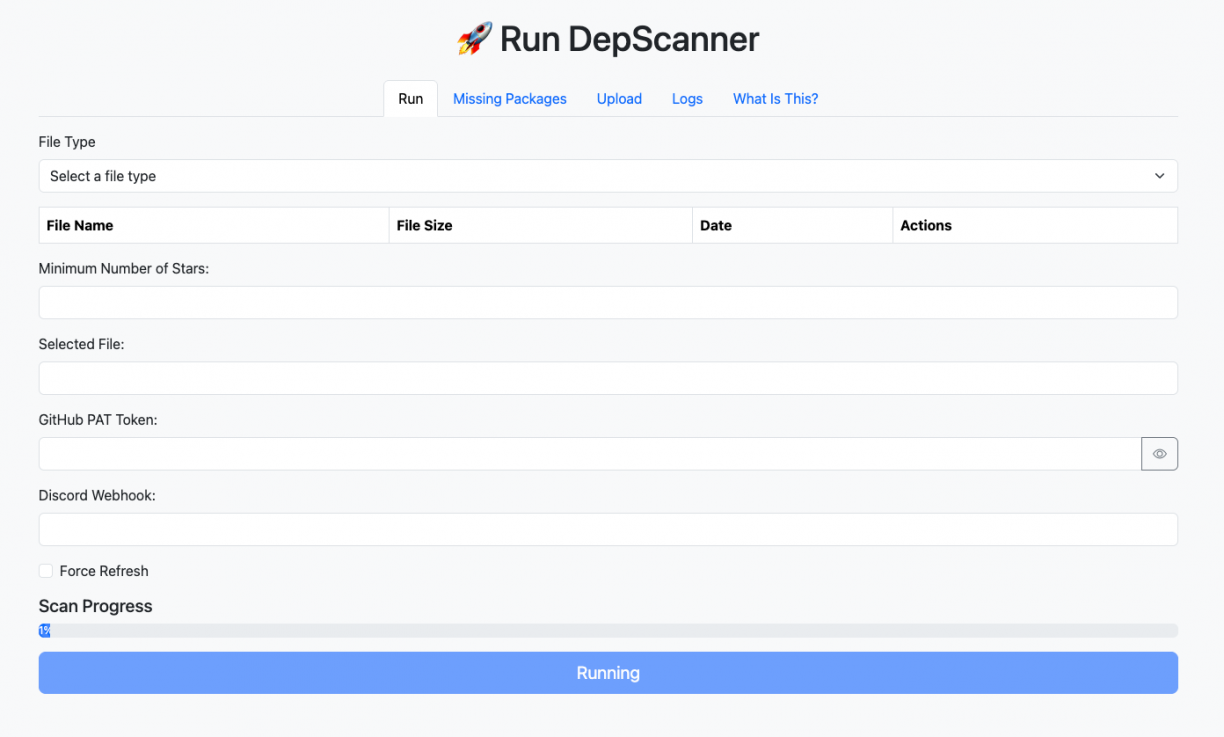 🚀 Run DepScanner
Run Missing Packages Upload Logs What Is This?
File Type
Select a file type
File Name File Size Date Actions
Minimum Number of Stars:
Selected File:
GitHub PAT Token:
Discord Webhook:
Force Refresh
Scan Progress
1%
Running